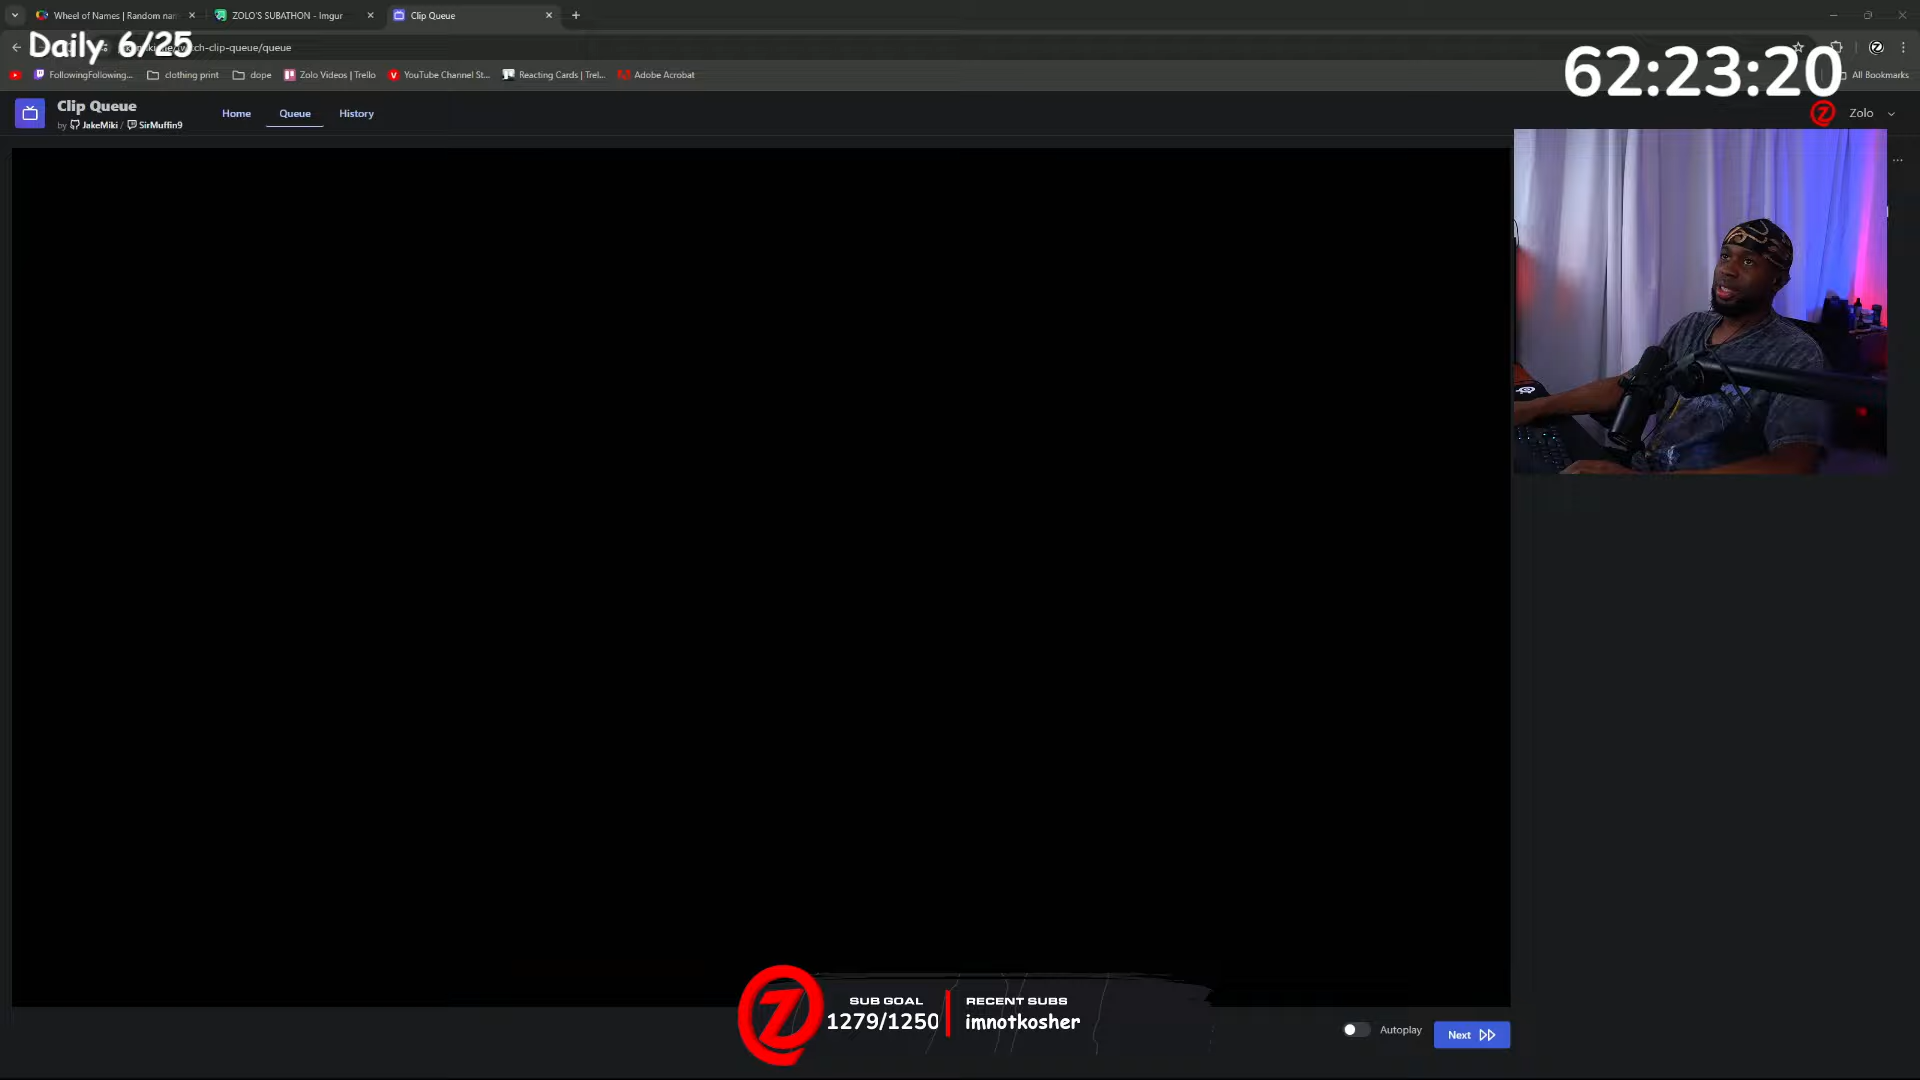 Wheel of Names | Random nam
ZOLO'S SUBATHON - Imgur
Clip Queue
Daily 6/25
ch-clip-queue/queue
62:23:20
FollowingFollowing...
clothing print
dope
Zolo Videos | Trello
YouTube Channel St...
Reacting Cards | Trel...
Adobe Acrobat
All Bookmarks
Clip Queue
by JakeMiki / SirMuffin9
Home
Queue
History
Zolo
SUB GOAL
1279/1250
RECENT SUBS
imnotkosher
Autoplay
Next